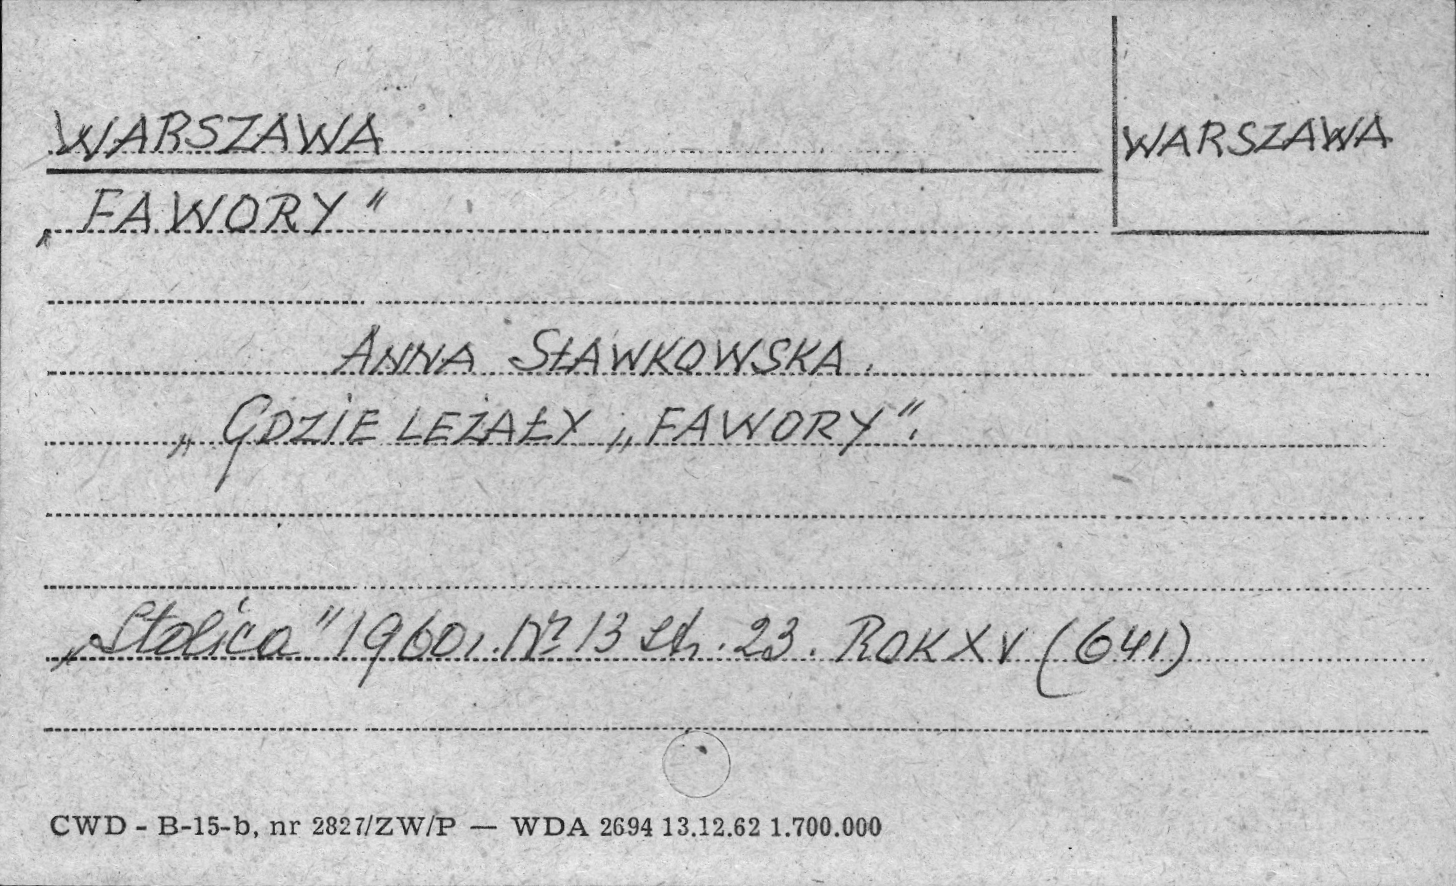 WARSZAWA
WARSZAWA
„FAWORY”
ANNA SŁAWKOWSKA.
„GDZIE LEŻAŁY „FAWORY”.
„Stolica” 1960r. Nr 13 str. 23. ROK XV (641)
CWD - B-15-b, nr 2827/ZW/P — WDA 2694 13.12.62 1.700.000